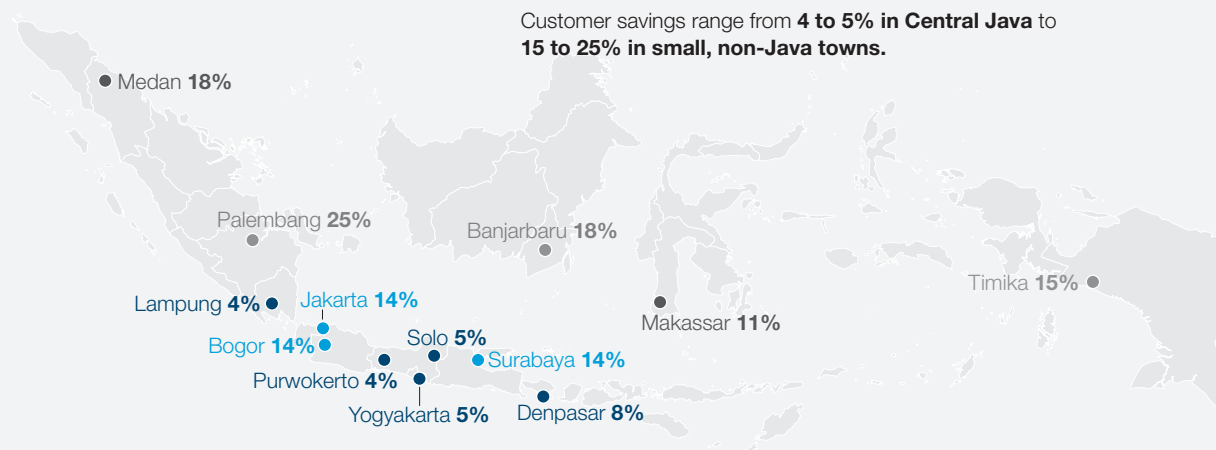 Customer savings range from 4 to 5% in Central Java to
15 to 25% in small, non-Java towns.
Medan 18%
Palembang 25%
Banjarbaru 18%
Timika 15%
Lampung 4%
Jakarta 14%
Makassar 11%
Solo 5%
Bogor 14%
Surabaya 14%
Purwokerto 4%
Yogyakarta 5%
Denpasar 8%